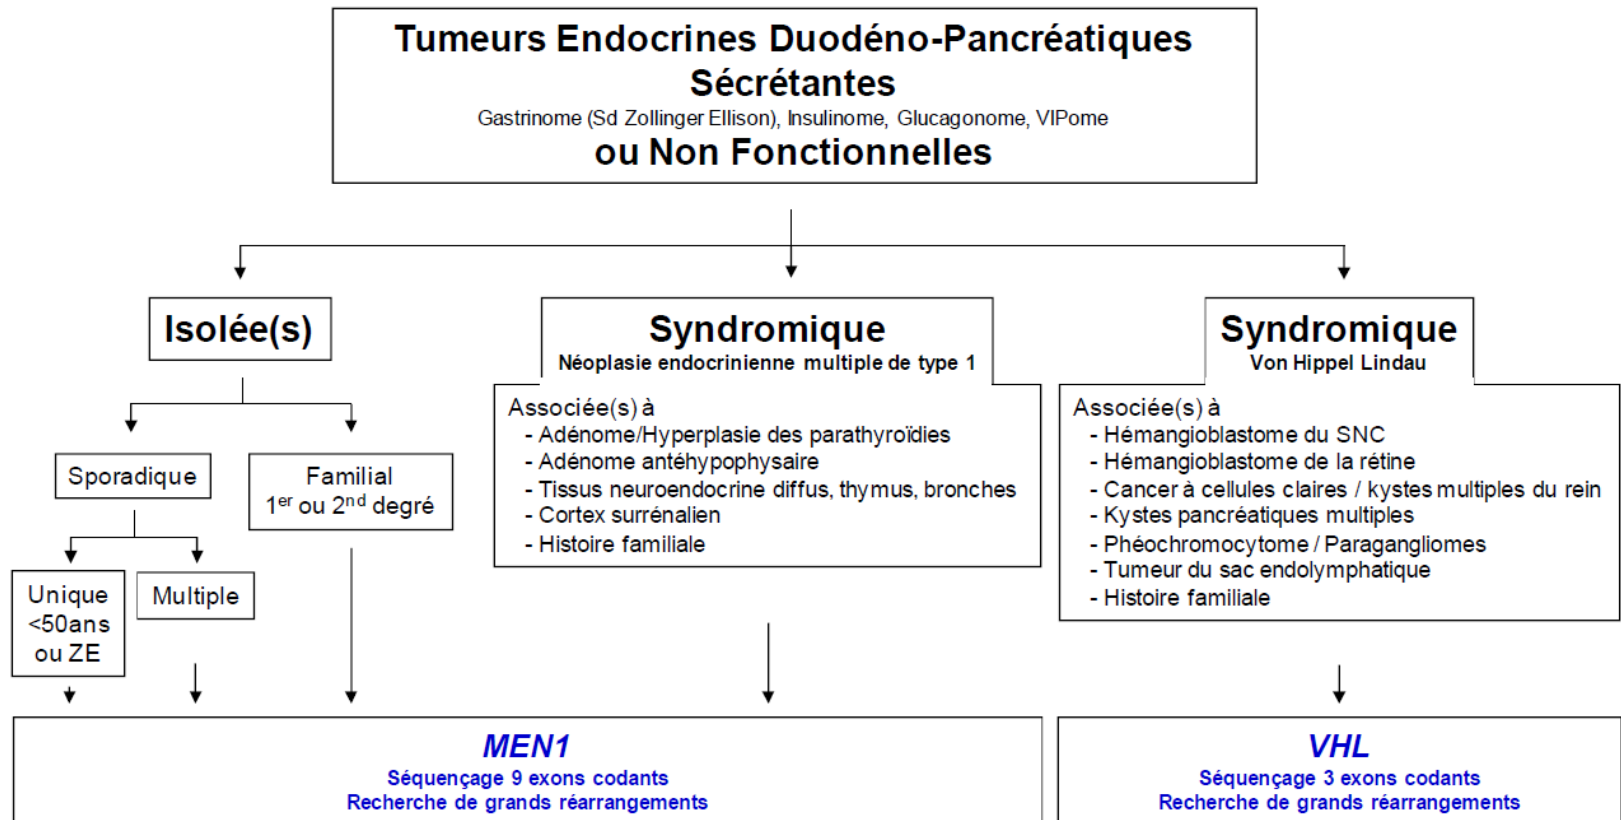 Tumeurs Endocrines Duodéno-Pancréatiques
Sécrétantes
Gastrinome (Sd Zollinger Ellison), Insulinome, Glucagonome, VIPome
ou Non Fonctionnelles
Isolée(s)
Sporadique
Unique
<50ans
ou ZE
Multiple
Familial
1er ou 2nd degré
Syndromique
Néoplasie endocrinienne multiple de type 1
Associée(s) à
- Adénome/Hyperplasie des parathyroïdies
- Adénome antéhypophysaire
- Tissus neuroendocrine diffus, thymus, bronches
- Cortex surrénalien
- Histoire familiale
Syndromique
Von Hippel Lindau
Associée(s) à
- Hémangioblastome du SNC
- Hémangioblastome de la rétine
- Cancer à cellules claires / kystes multiples du rein
- Kystes pancréatiques multiples
- Phéochromocytome / Paragangliomes
- Tumeur du sac endolymphatique
- Histoire familiale
MEN1
Séquençage 9 exons codants
Recherche de grands réarrangements
VHL
Séquençage 3 exons codants
Recherche de grands réarrangements